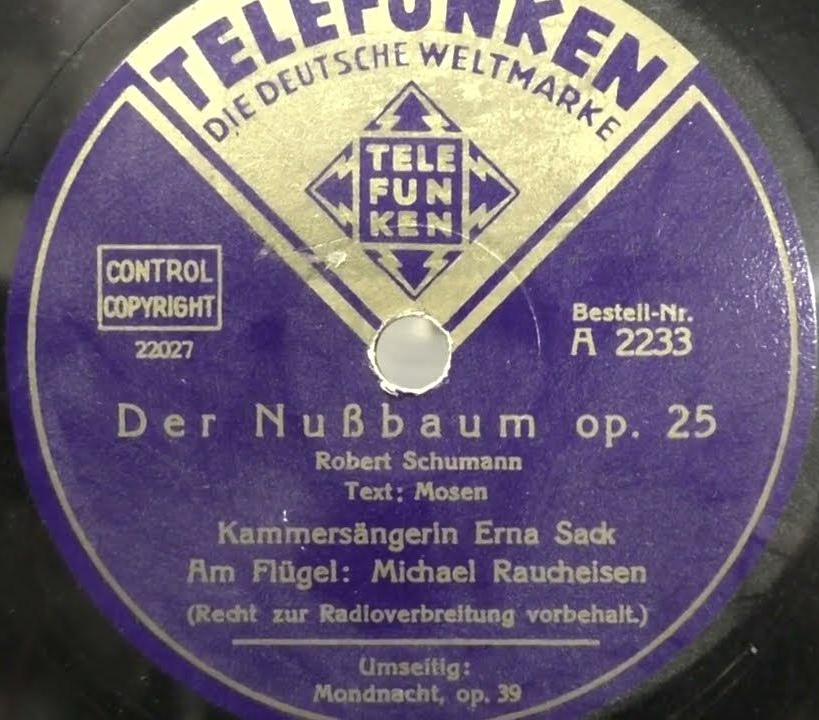 TELEFUNKEN
DIE DEUTSCHE WELTMARKE
TELE
FUN
KEN
CONTROL
COPYRIGHT
22027
Bestell-Nr.
A 2233
Der Nußbaum op. 25
Robert Schumann
Text: Mosen
Kammersängerin Erna Sack
Am Flügel: Michael Raucheisen
(Recht zur Radioverbreitung vorbehalt.)
Umseitig:
Mondnacht, op. 39